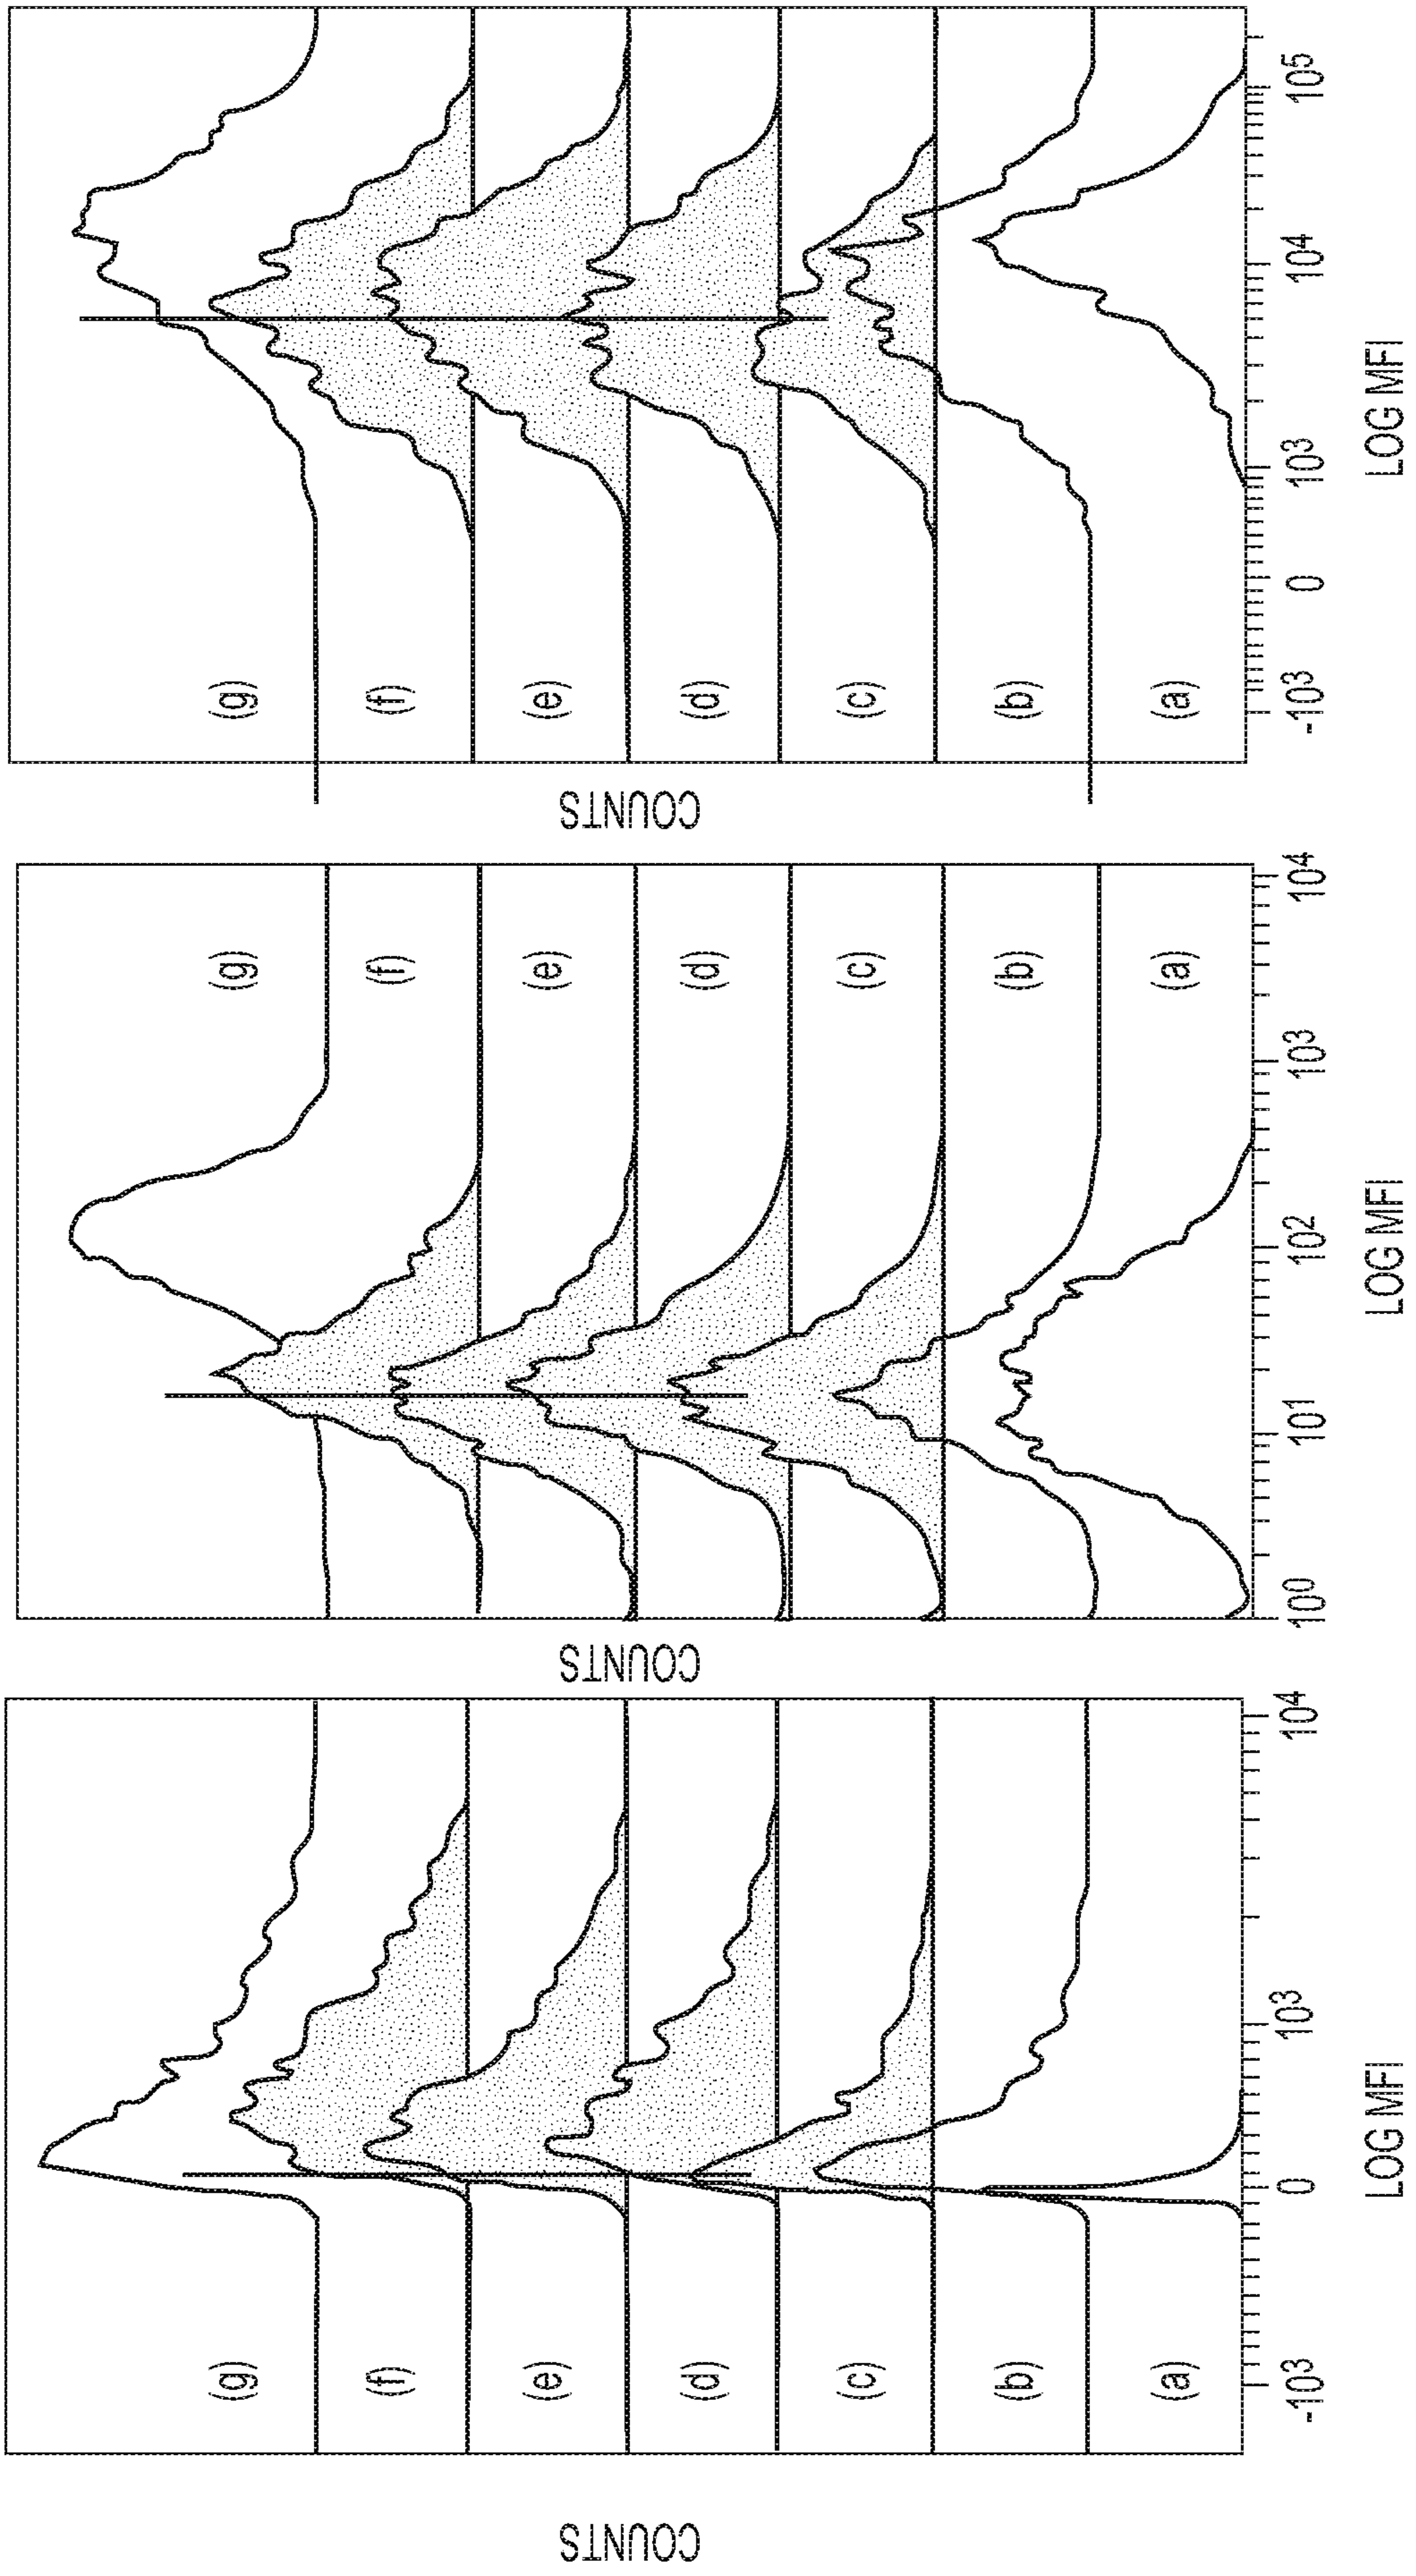 COUNTS
(g)
(f)
(e)
(d)
(c)
(b)
(a)
-10³ 0 10³ 10⁴
LOG MFI
COUNTS
(g)
(f)
(e)
(d)
(c)
(b)
(a)
10⁰ 10¹ 10² 10³ 10⁴
LOG MFI
COUNTS
(g)
(f)
(e)
(d)
(c)
(b)
(a)
-10³ 0 10³ 10⁴ 10⁵
LOG MFI